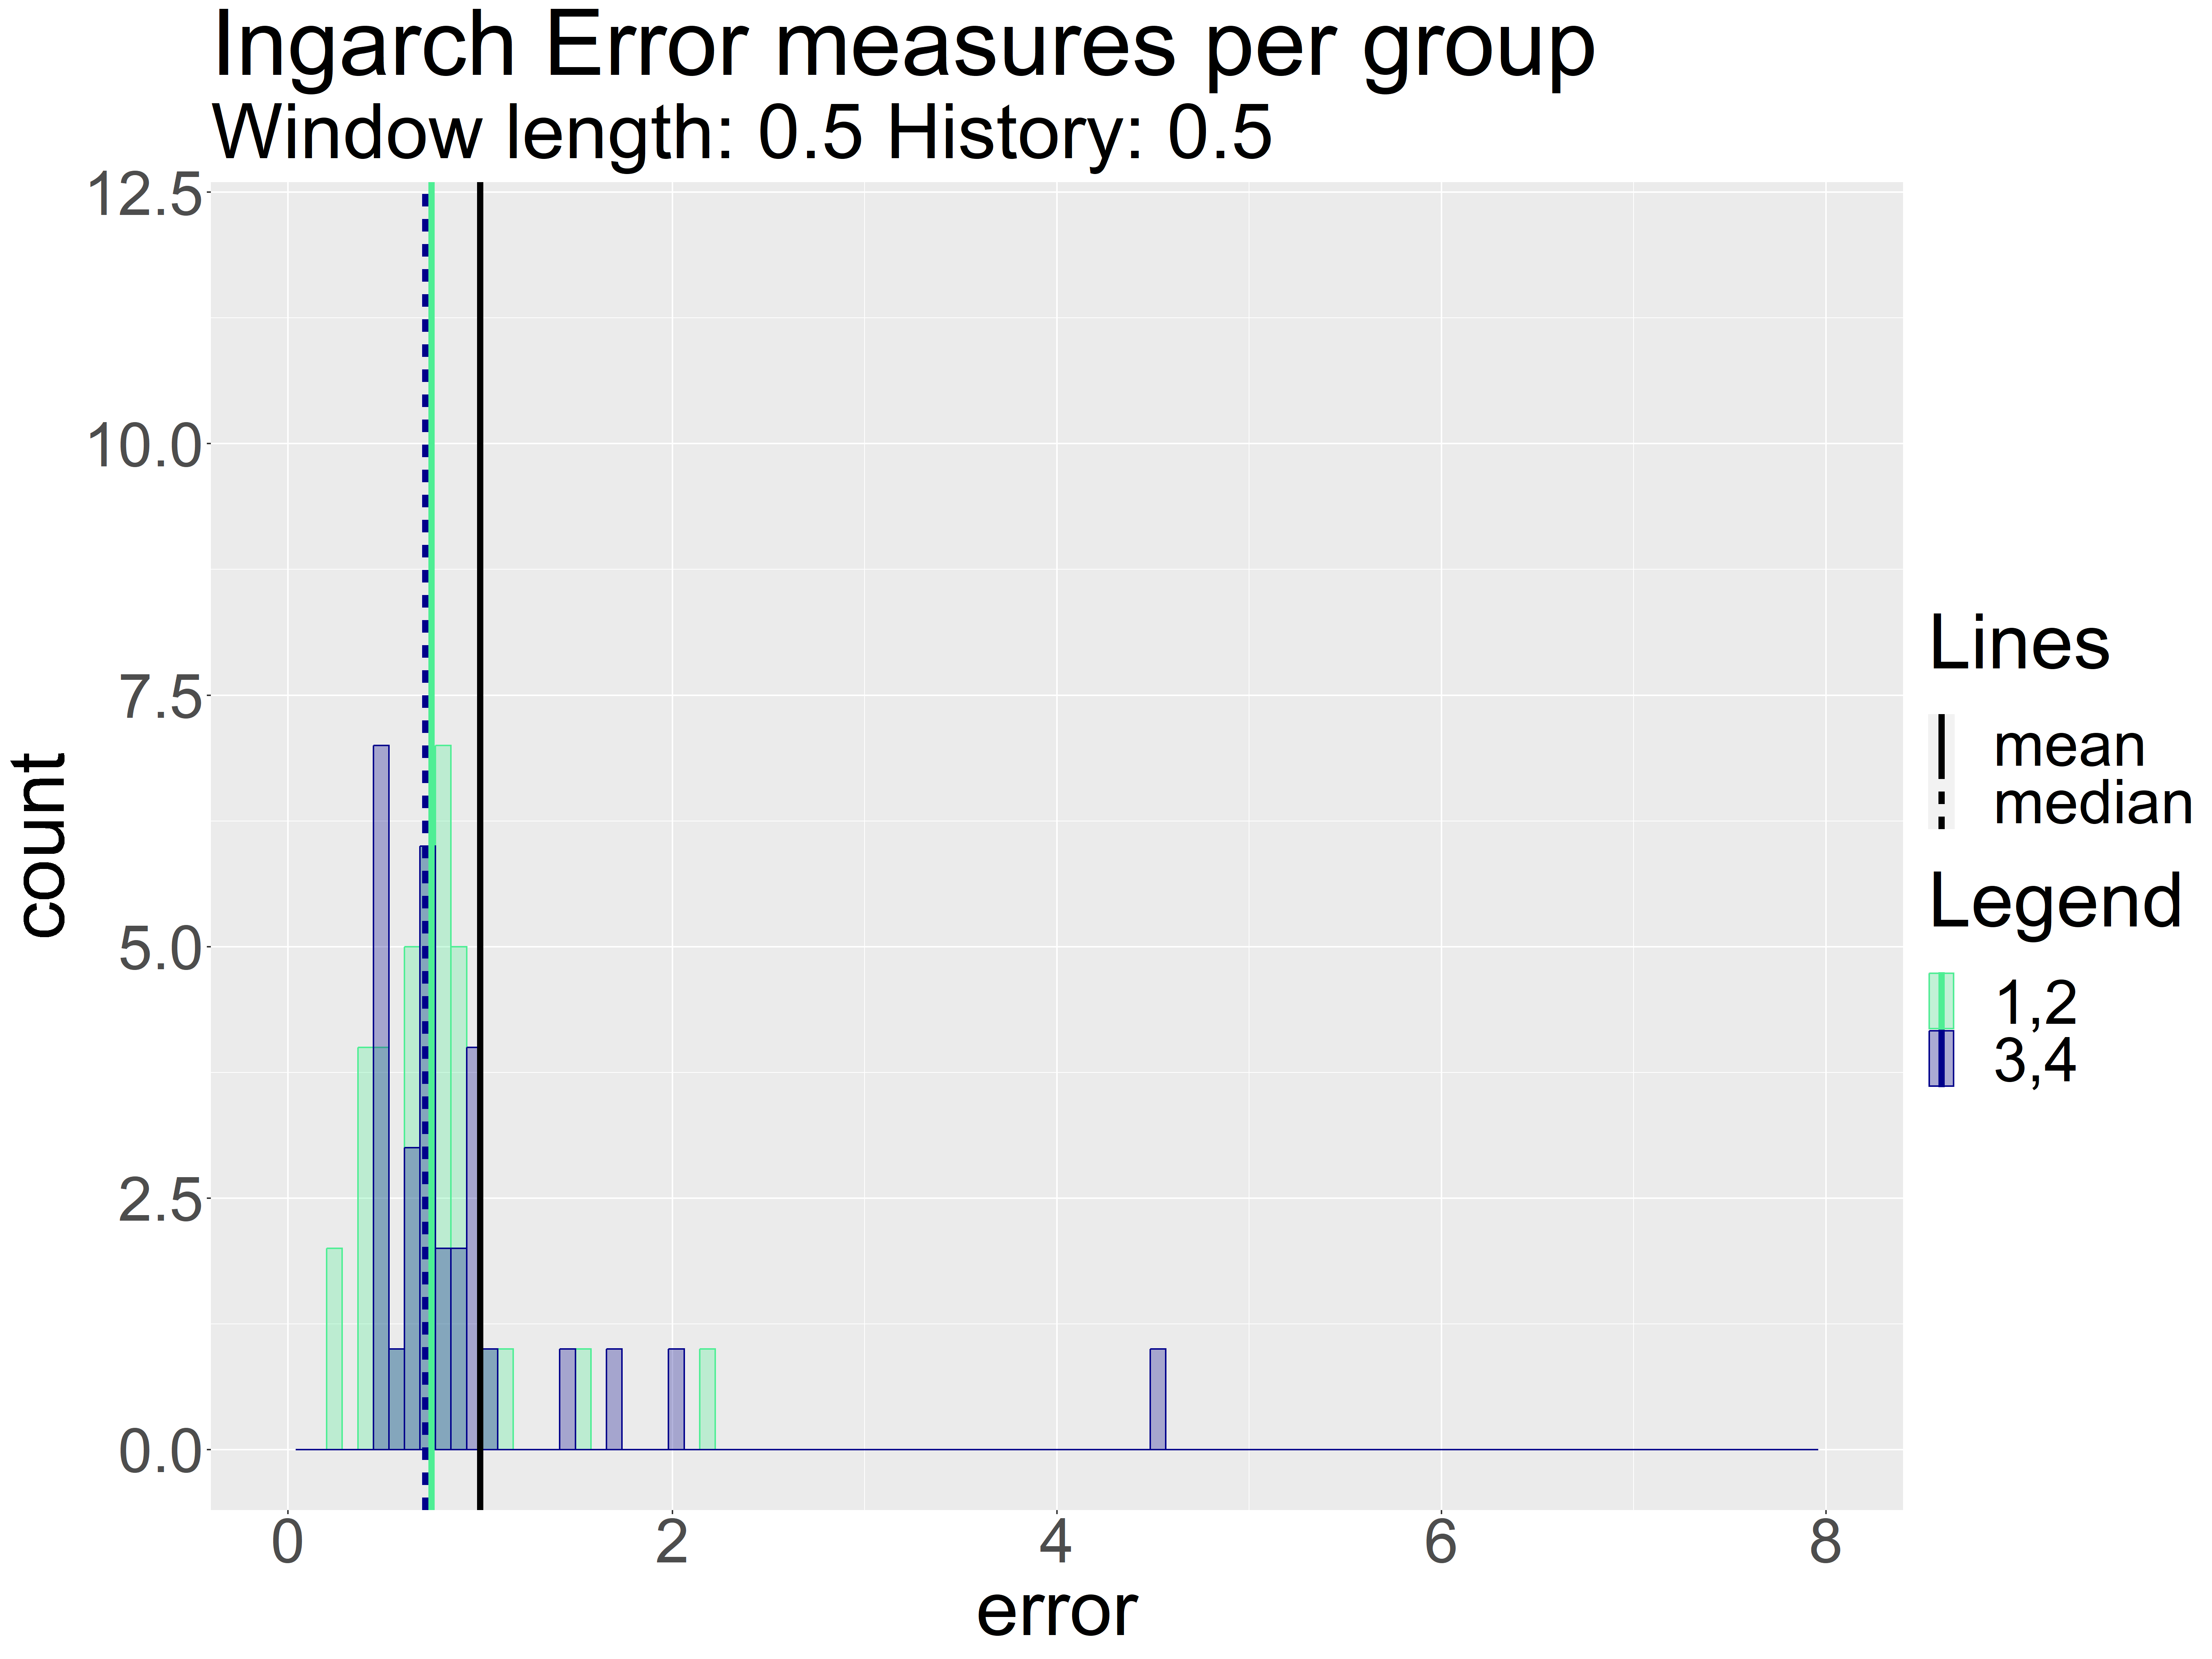 Ingarch Error measures per group
Window length: 0.5 History: 0.5
12.5
10.0
7.5
5.0
2.5
0.0
count
0 2 4 6 8
error
Lines
mean
median
Legend
1,2
3,4